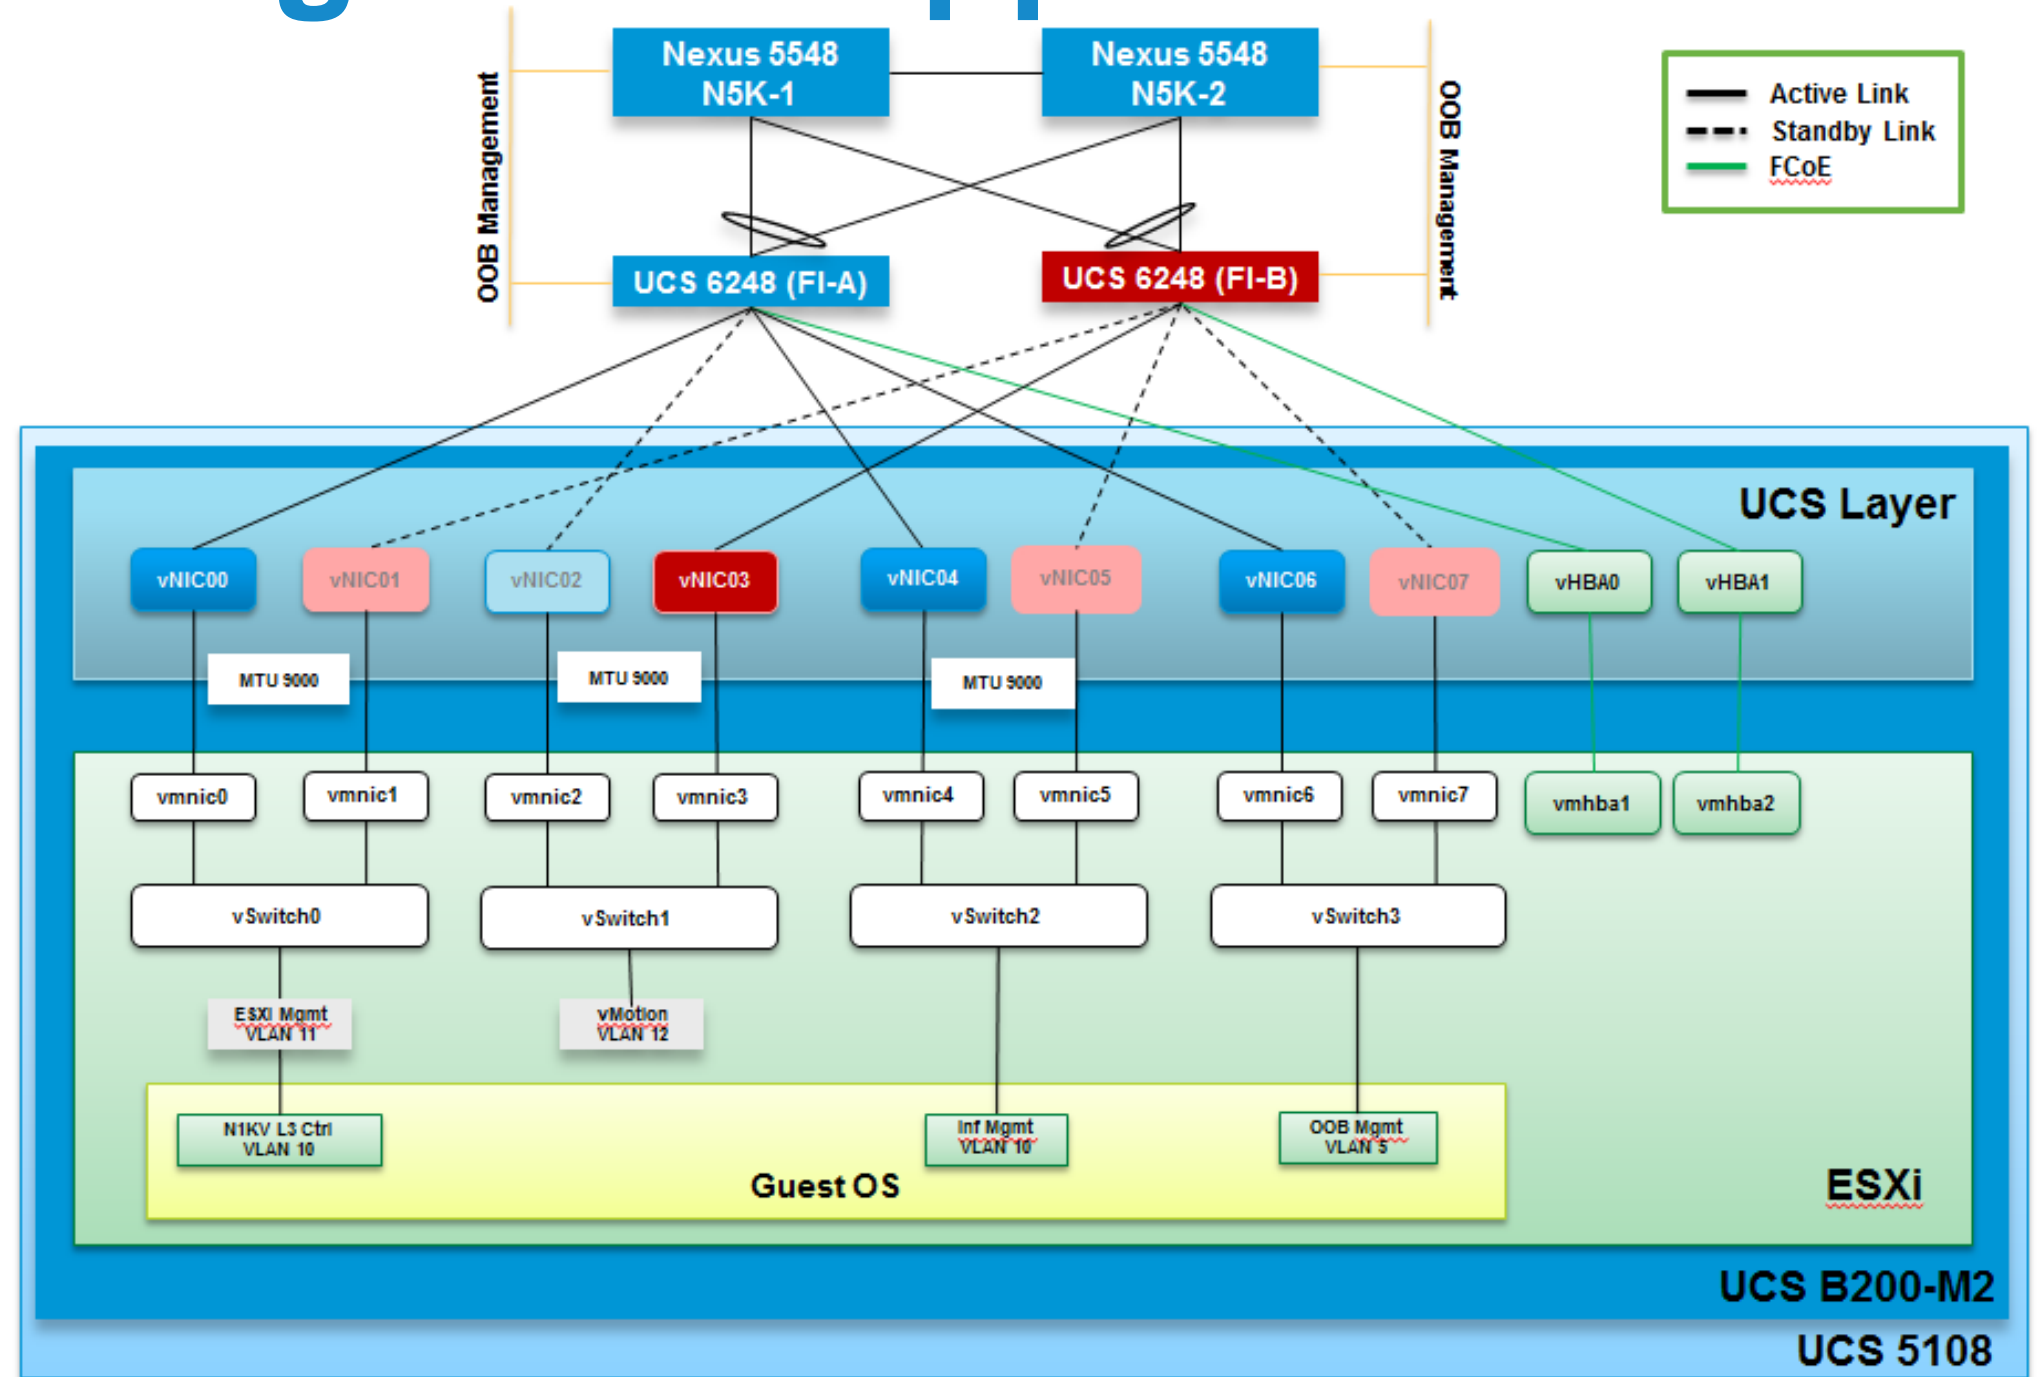 Nexus 5548
N5K-1
Nexus 5548
N5K-2
OOB Management
OOB Management
Active Link
Standby Link
FCoE
UCS 6248 (FI-A)
UCS 6248 (FI-B)
UCS Layer
vNIC00
vNIC01
vNIC02
vNIC03
vNIC04
vNIC05
vNIC06
vNIC07
vHBA0
vHBA1
MTU 9000
MTU 9000
MTU 9000
vmnic0
vmnic1
vmnic2
vmnic3
vmnic4
vmnic5
vmnic6
vmnic7
vmhba1
vmhba2
vSwitch0
vSwitch1
vSwitch2
vSwitch3
ESXI Mgmt
VLAN 11
vMotion
VLAN 12
N1KV L3 Ctrl
VLAN 10
Inf Mgmt
VLAN 10
OOB Mgmt
VLAN 5
Guest OS
ESXi
UCS B200-M2
UCS 5108